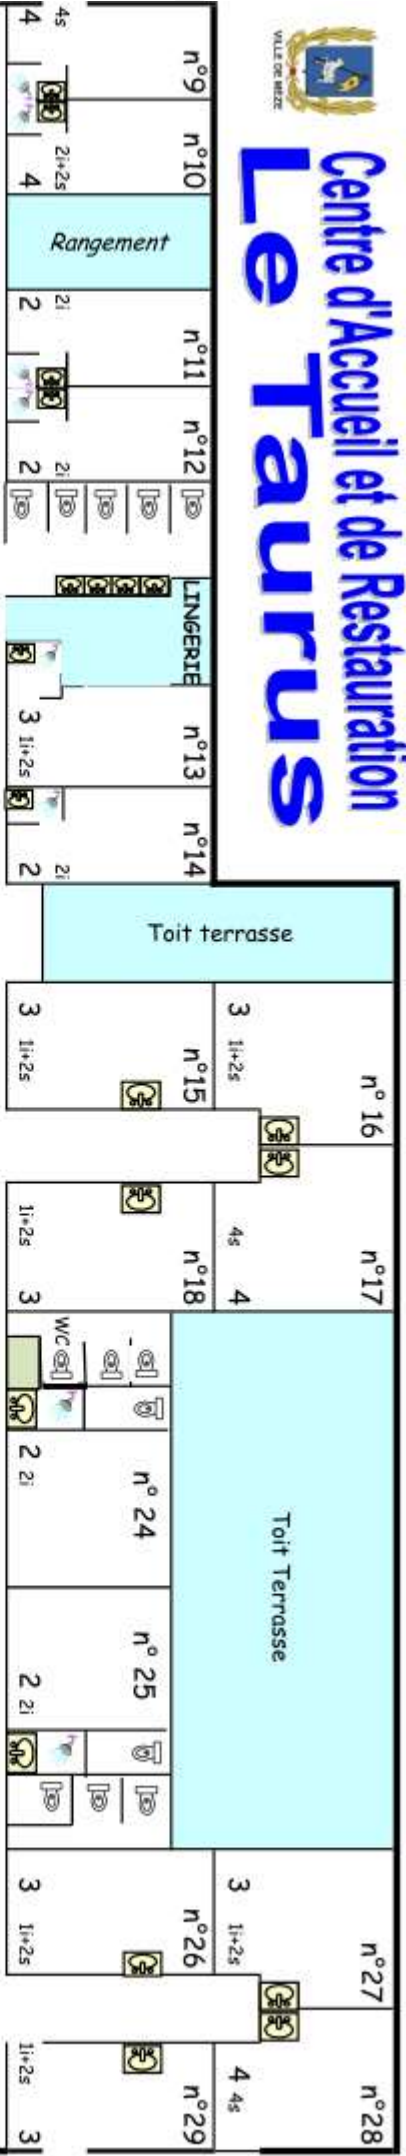 VILLE DE MEZE
Centre d'Accueil et de Restauration
Le Taurus
n°9
4s
4
n°10
2i+2s
4
Rangement
n°11
2i
2
n°12
2i
2
LINGERIE
n°13
3 1i+2s
n°14
2i
2
Toit terrasse
n° 16
3 1i+2s
n°15
3 1i+2s
n°17
4s 4
n°18
1i+2s 3
Toit Terrasse
WC
n° 24
2 2i
n° 25
2 2i
n°27
3 1i+2s
n°26
3 1i+2s
n°28
4 4s
n°29
1i+2s 3